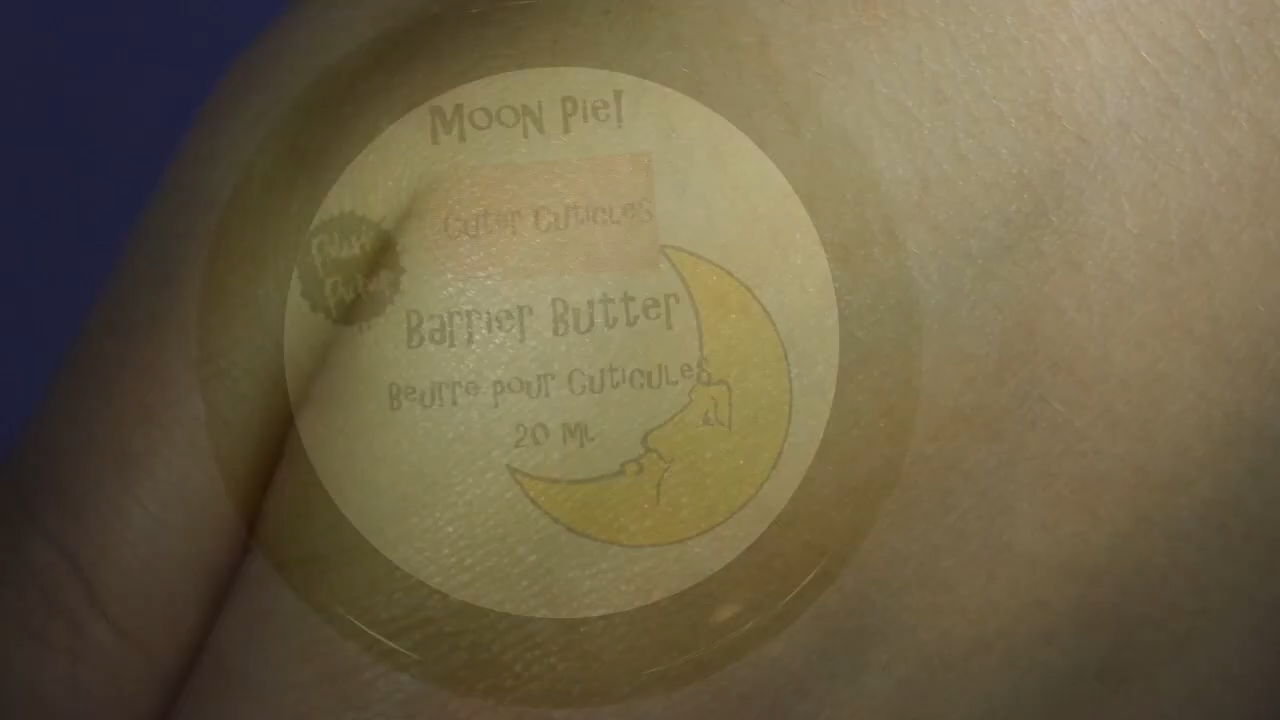 Moon Pie!
Cuter Cuticles
Barrier Butter
Beurre pour Cuticules
20 ML